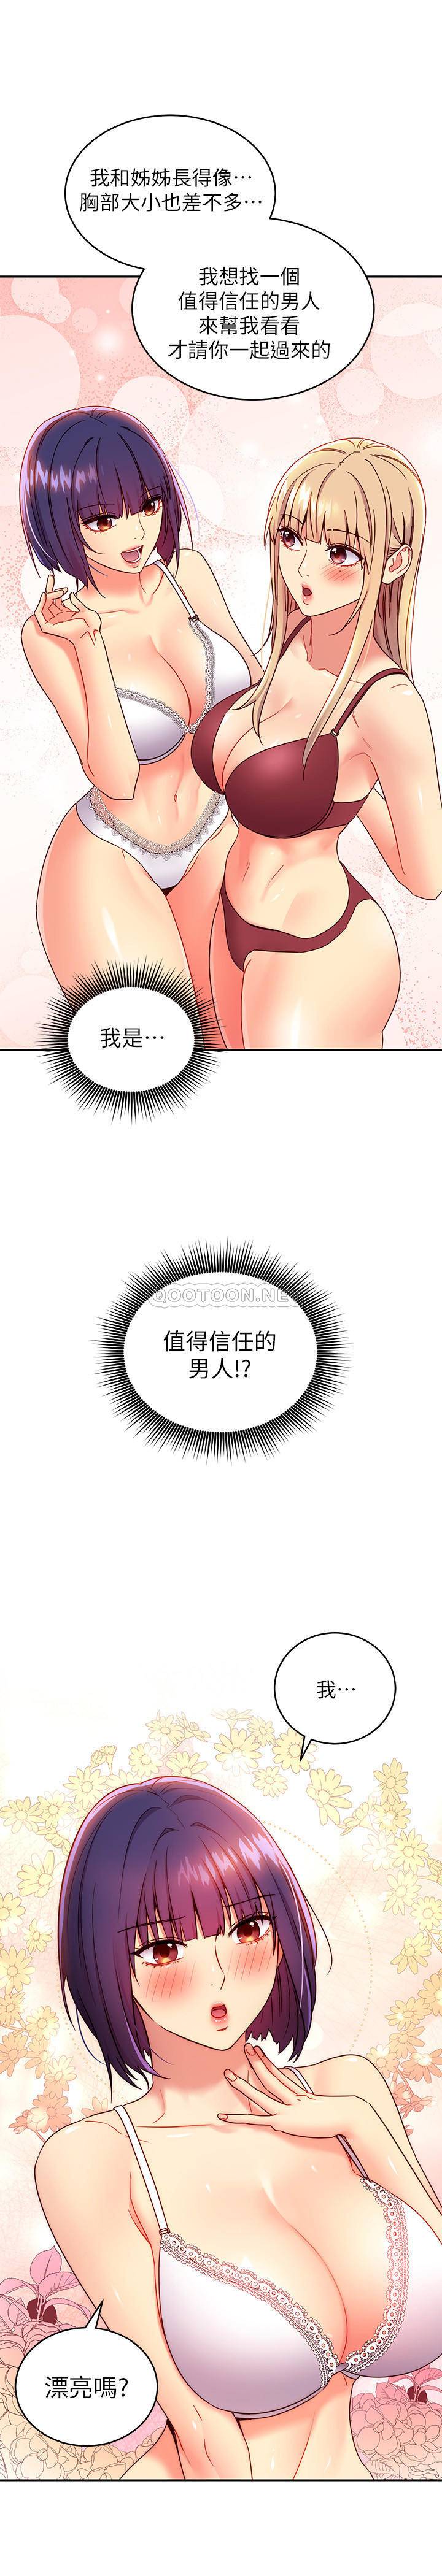 我和姊姊長得像⋯
胸部大小也差不多⋯
我想找一個
值得信任的男人
來幫我看看
才請你一起過來的
我是⋯
QOOTOON.NET
值得信任的
男人!?
我⋯
漂亮嗎?